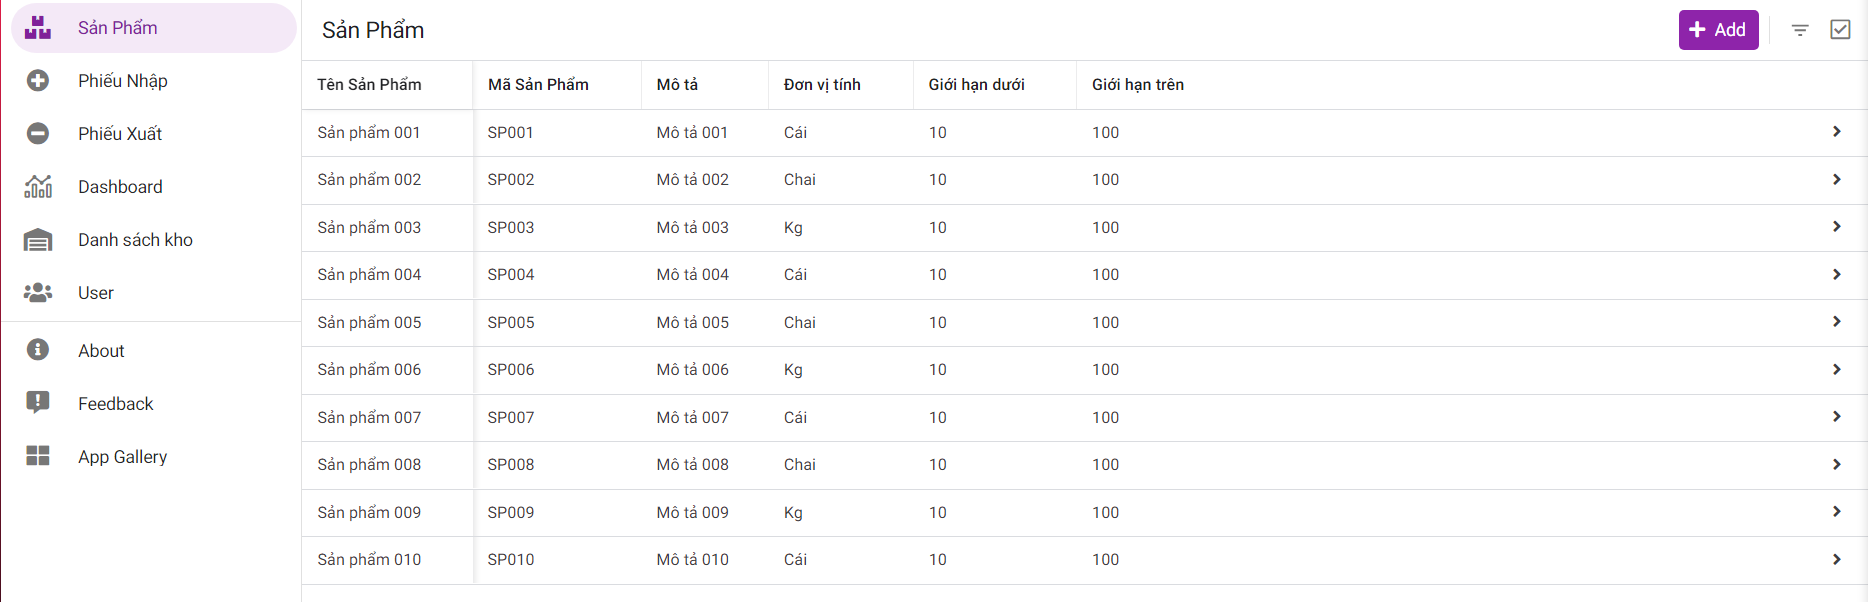 Sản Phẩm
Phiếu Nhập
Phiếu Xuất
Dashboard
Danh sách kho
User
About
Feedback
App Gallery
Sản Phẩm
Add
Tên Sản Phẩm Mã Sản Phẩm Mô tả Đơn vị tính Giới hạn dưới Giới hạn trên
Sản phẩm 001 SP001 Mô tả 001 Cái 10 100
Sản phẩm 002 SP002 Mô tả 002 Chai 10 100
Sản phẩm 003 SP003 Mô tả 003 Kg 10 100
Sản phẩm 004 SP004 Mô tả 004 Cái 10 100
Sản phẩm 005 SP005 Mô tả 005 Chai 10 100
Sản phẩm 006 SP006 Mô tả 006 Kg 10 100
Sản phẩm 007 SP007 Mô tả 007 Cái 10 100
Sản phẩm 008 SP008 Mô tả 008 Chai 10 100
Sản phẩm 009 SP009 Mô tả 009 Kg 10 100
Sản phẩm 010 SP010 Mô tả 010 Cái 10 100